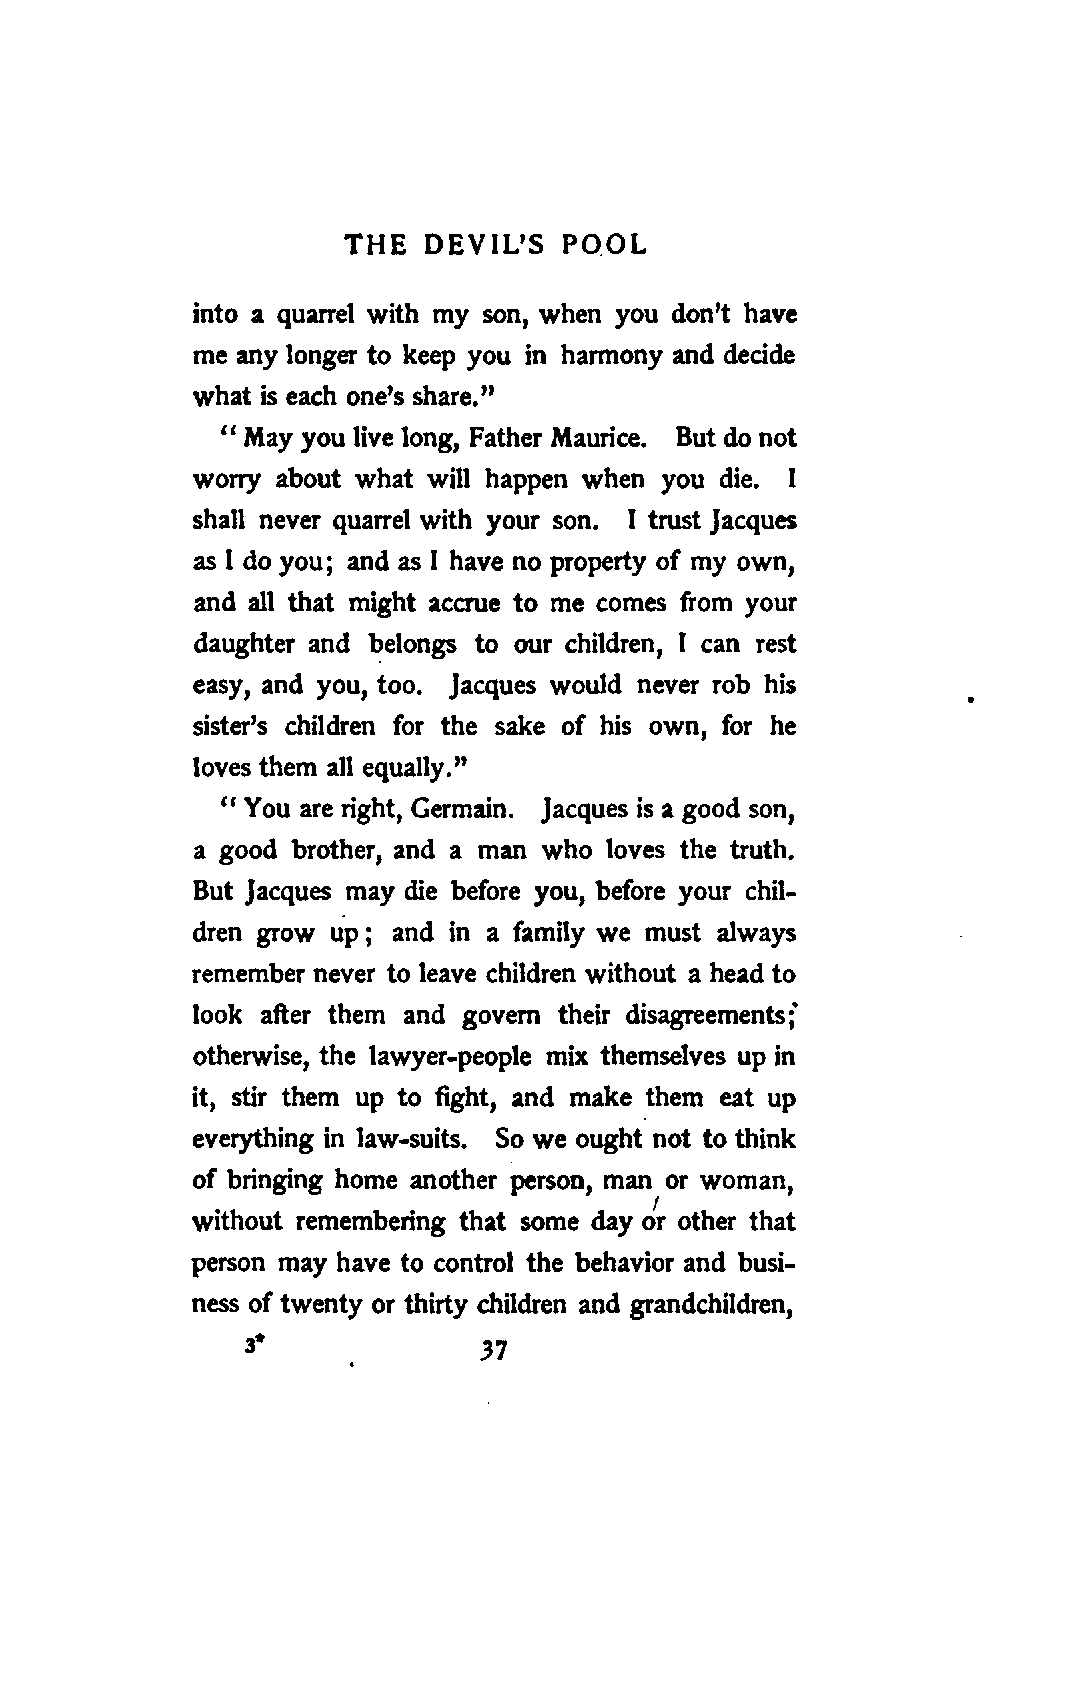 THE DEVIL'S POOL
into a quarrel with my son, when you don't have
me any longer to keep you in harmony and decide
what is each one's share."
" May you live long, Father Maurice. But do not
worry about what will happen when you die. I
shall never quarrel with your son. I trust Jacques
as I do you; and as I have no property of my own,
and all that might accrue to me comes from your
daughter and belongs to our children, I can rest
easy, and you, too. Jacques would never rob his
sister's children for the sake of his own, for he
loves them all equally."
" You are right, Germain. Jacques is a good son,
a good brother, and a man who loves the truth.
But Jacques may die before you, before your chil-
dren grow up; and in a family we must always
remember never to leave children without a head to
look after them and govern their disagreements;
otherwise, the lawyer-people mix themselves up in
it, stir them up to fight, and make them eat up
everything in law-suits. So we ought not to think
of bringing home another person, man or woman,
without remembering that some day or other that
person may have to control the behavior and busi-
ness of twenty or thirty children and grandchildren,
3* 37